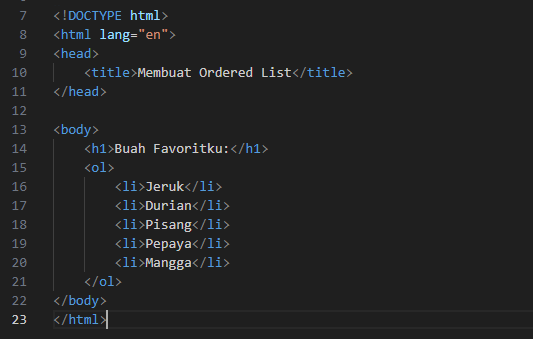 7 <!DOCTYPE html>
8 <html lang="en">
9 <head>
10     <title>Membuat Ordered List</title>
11 </head>
12
13 <body>
14     <h1>Buah Favoritku:</h1>
15     <ol>
16         <li>Jeruk</li>
17         <li>Durian</li>
18         <li>Pisang</li>
19         <li>Pepaya</li>
20         <li>Mangga</li>
21     </ol>
22 </body>
23 </html>